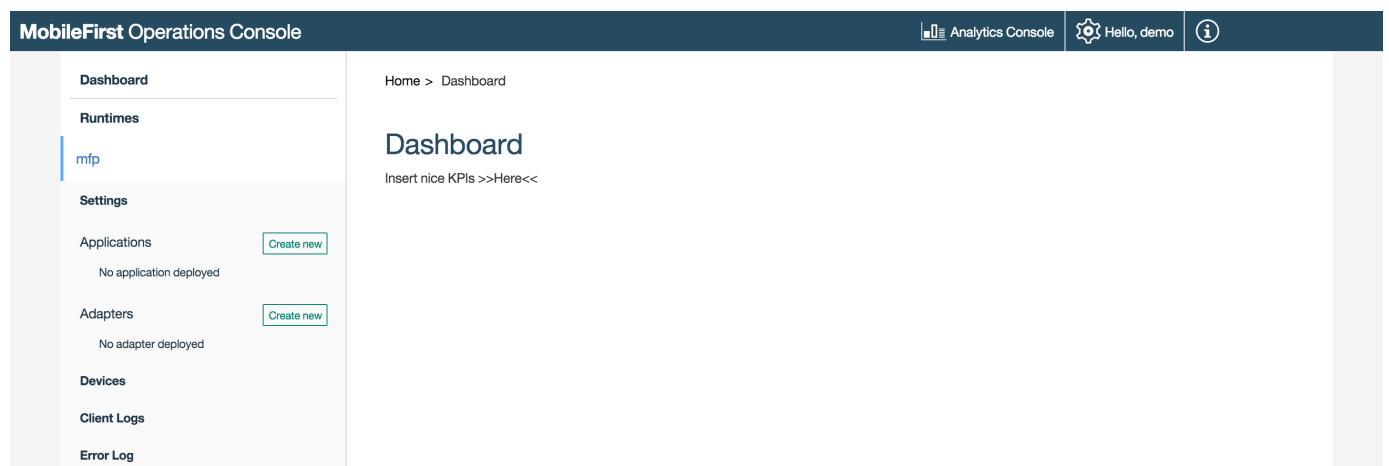 MobileFirst Operations Console
Analytics Console
Hello, demo
Dashboard
Runtimes
mfp
Settings
Applications
Create new
No application deployed
Adapters
Create new
No adapter deployed
Devices
Client Logs
Error Log
Home > Dashboard
Dashboard
Insert nice KPIs >>Here<<